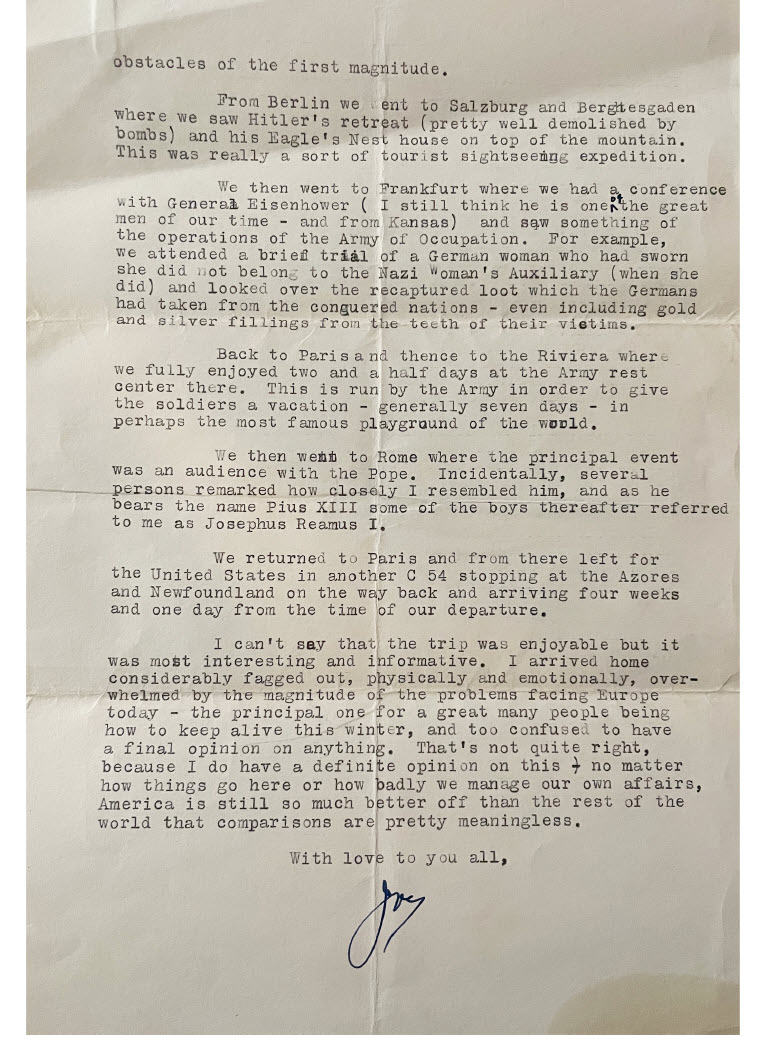 obstacles of the first magnitude.
From Berlin we ent to Salzburg and Berghtesgaden
where we saw Hitler's retreat (pretty well demolished by
bombs) and his Eagle's Nest house on top of the mountain.
This was really a sort of tourist sightseeing expedition.
We then went to Frankfurt where we had a conference
with General Eisenhower ( I still think he is one of the great
men of our time - and from Kansas) and saw something of
the operations of the Army of Occupation. For example,
we attended a brief trial of a German woman who had sworn
she did not belong to the Nazi Woman's Auxiliary (when she
did) and looked over the recaptured loot which the Germans
had taken from the conquered nations - even including gold
and silver fillings from the teeth of their victims.
Back to Paris and thence to the Riviera where
we fully enjoyed two and a half days at the Army rest
center there. This is run by the Army in order to give
the soldiers a vacation - generally seven days - in
perhaps the most famous playground of the world.
We then went to Rome where the principal event
was an audience with the Pope. Incidentally, several
persons remarked how closely I resembled him, and as he
bears the name Pius XIII some of the boys thereafter referred
to me as Josephus Reamus I.
We returned to Paris and from there left for
the United States in another C 54 stopping at the Azores
and Newfoundland on the way back and arriving four weeks
and one day from the time of our departure.
I can't say that the trip was enjoyable but it
was most interesting and informative. I arrived home
considerably fagged out, physically and emotionally, over-
whelmed by the magnitude of the problems facing Europe
today - the principal one for a great many people being
how to keep alive this winter, and too confused to have
a final opinion on anything. That's not quite right,
because I do have a definite opinion on this - no matter
how things go here or how badly we manage our own affairs,
America is still so much better off than the rest of the
world that comparisons are pretty meaningless.
With love to you all,